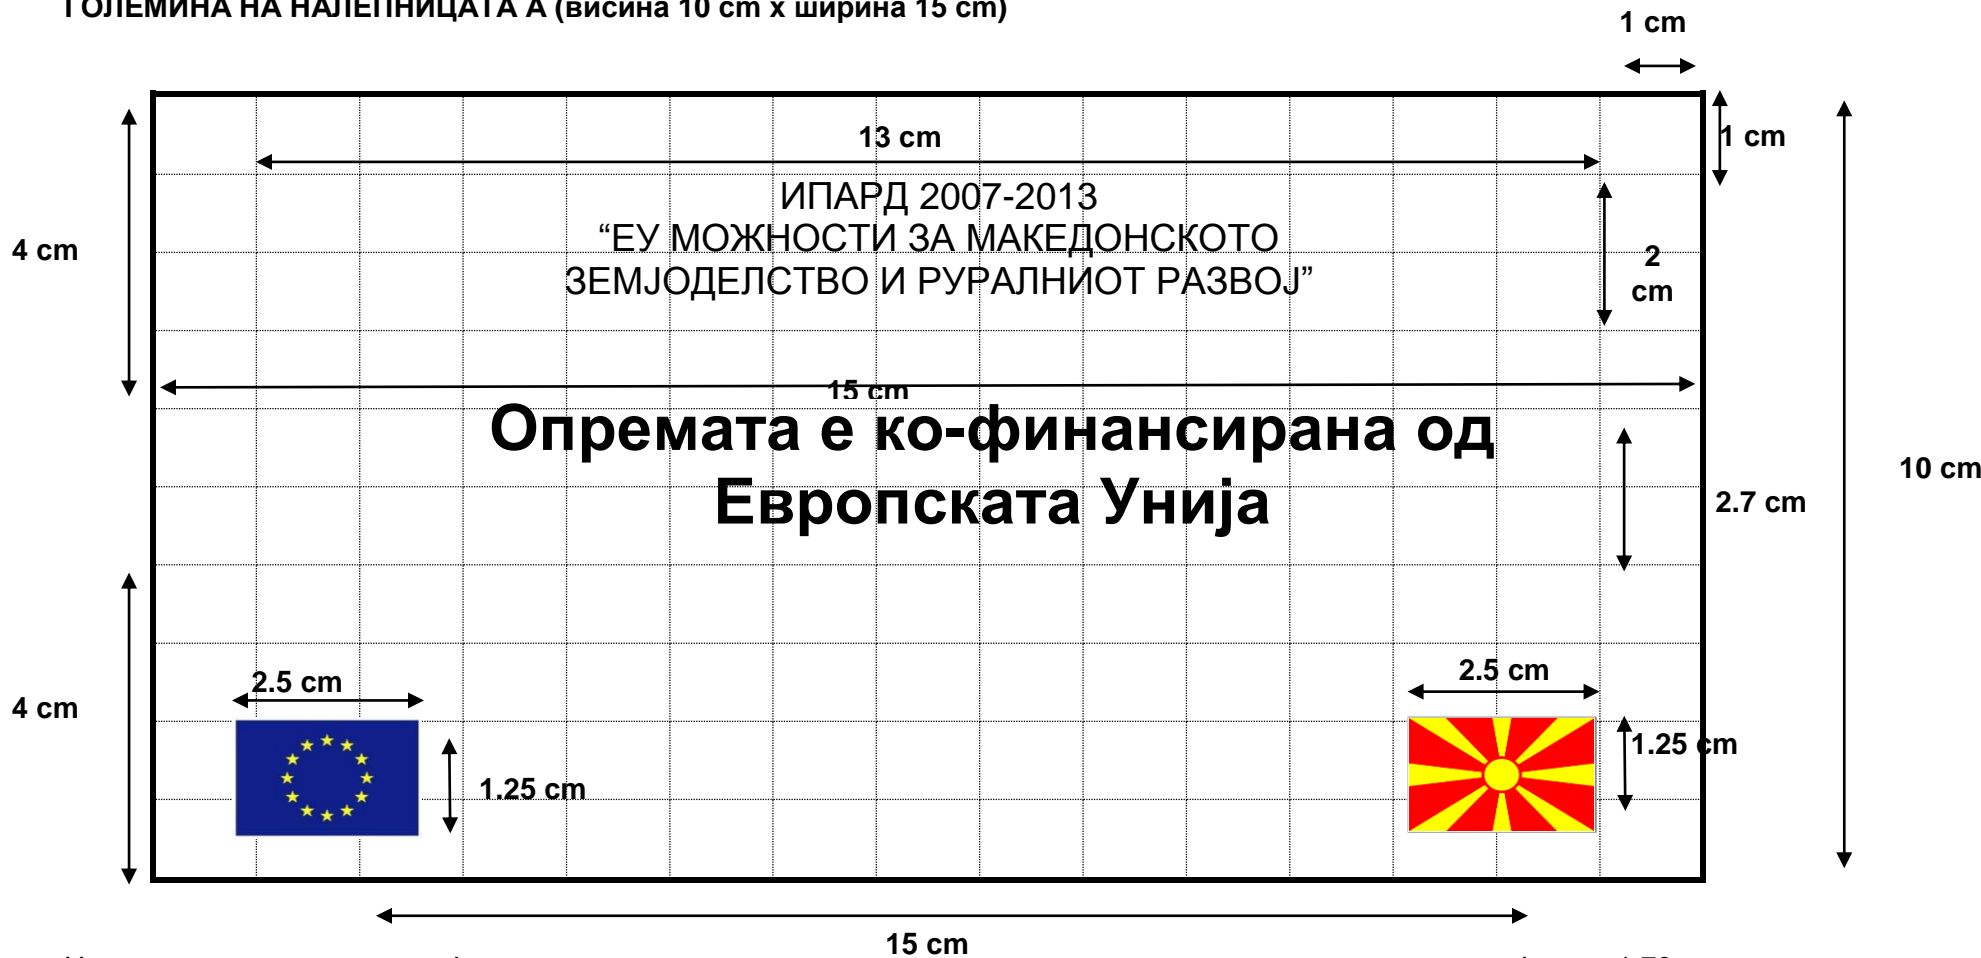 ГОЛЕМИНА НА НАЛЕПНИЦАТА А (висина 10 cm x ширина 15 cm)
1 cm
13 cm
1 cm
ИПАРД 2007-2013
“ЕУ МОЖНОСТИ ЗА МАКЕДОНСКОТО
ЗЕМЈОДЕЛСТВО И РУРАЛНИОТ РАЗВОЈ”
4 cm
2
cm
15 cm
Опремата е ко-финансирана од
Европската Унија
10 cm
2.7 cm
2.5 cm
2.5 cm
4 cm
1.25 cm
1.25 cm
15 cm